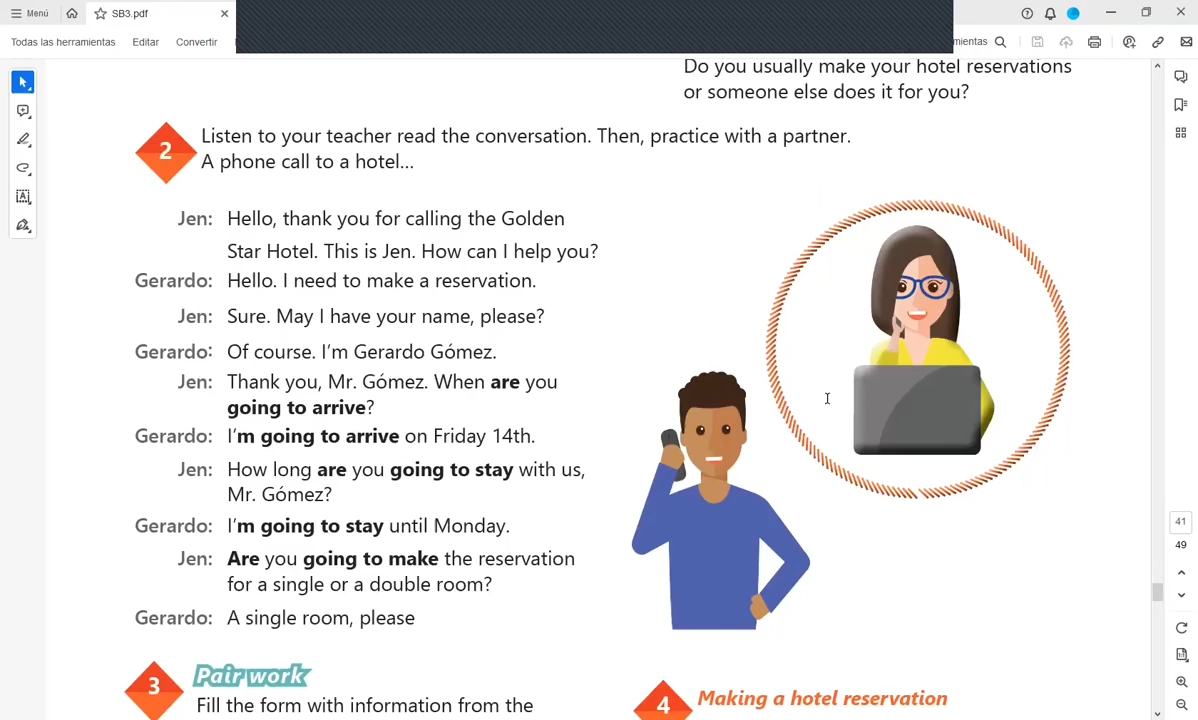 Menú
SB3.pdf
Todas las herramientas
Editar
Convertir
mientas
Do you usually make your hotel reservations
or someone else does it for you?
2
Listen to your teacher read the conversation. Then, practice with a partner.
A phone call to a hotel...
Jen: Hello, thank you for calling the Golden
Star Hotel. This is Jen. How can I help you?
Gerardo: Hello. I need to make a reservation.
Jen: Sure. May I have your name, please?
Gerardo: Of course. I'm Gerardo Gómez.
Jen: Thank you, Mr. Gómez. When are you
going to arrive?
Gerardo: I'm going to arrive on Friday 14th.
Jen: How long are you going to stay with us,
Mr. Gómez?
Gerardo: I'm going to stay until Monday.
Jen: Are you going to make the reservation
for a single or a double room?
Gerardo: A single room, please
3
Pair work
Fill the form with information from the
4
Making a hotel reservation
41
49